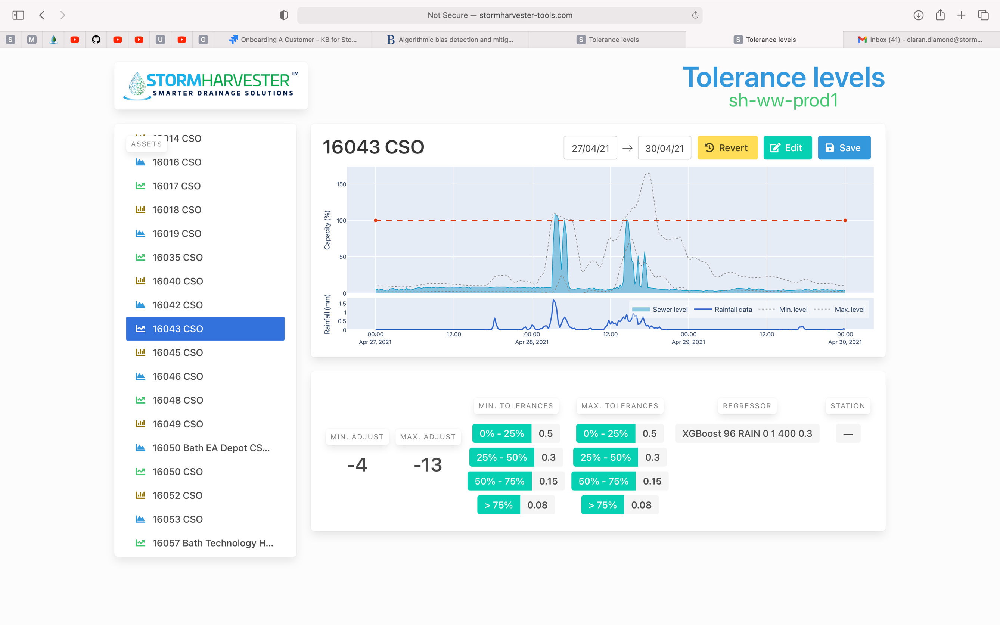 Not Secure — stormharvester-tools.com
S
M
U
G
Onboarding A Customer - KB for Sto...
B Algorithmic bias detection and mitig...
S Tolerance levels
S Tolerance levels
Inbox (41) - ciaran.diamond@storm...
STORMHARVESTER™
SMARTER DRAINAGE SOLUTIONS
Tolerance levels
sh-ww-prod1
014 CSO
ASSETS
16016 CSO
16017 CSO
16018 CSO
16019 CSO
16035 CSO
16040 CSO
16042 CSO
16043 CSO
16045 CSO
16046 CSO
16048 CSO
16049 CSO
16050 Bath EA Depot CS...
16050 CSO
16052 CSO
16053 CSO
16057 Bath Technology H...
16043 CSO
27/04/21 → 30/04/21
Revert
Edit
Save
Capacity (%)
150
100
50
0
Rainfall (mm)
1.5
1
0.5
0
Sewer level Rainfall data Min. level Max. level
00:00 12:00 00:00 12:00 00:00 12:00 00:00
Apr 27, 2021 Apr 28, 2021 Apr 29, 2021 Apr 30, 2021
MIN. ADJUST
-4
MAX. ADJUST
-13
MIN. TOLERANCES
0% - 25% 0.5
25% - 50% 0.3
50% - 75% 0.15
> 75% 0.08
MAX. TOLERANCES
0% - 25% 0.5
25% - 50% 0.3
50% - 75% 0.15
> 75% 0.08
REGRESSOR
XGBoost 96 RAIN 0 1 400 0.3
STATION
—